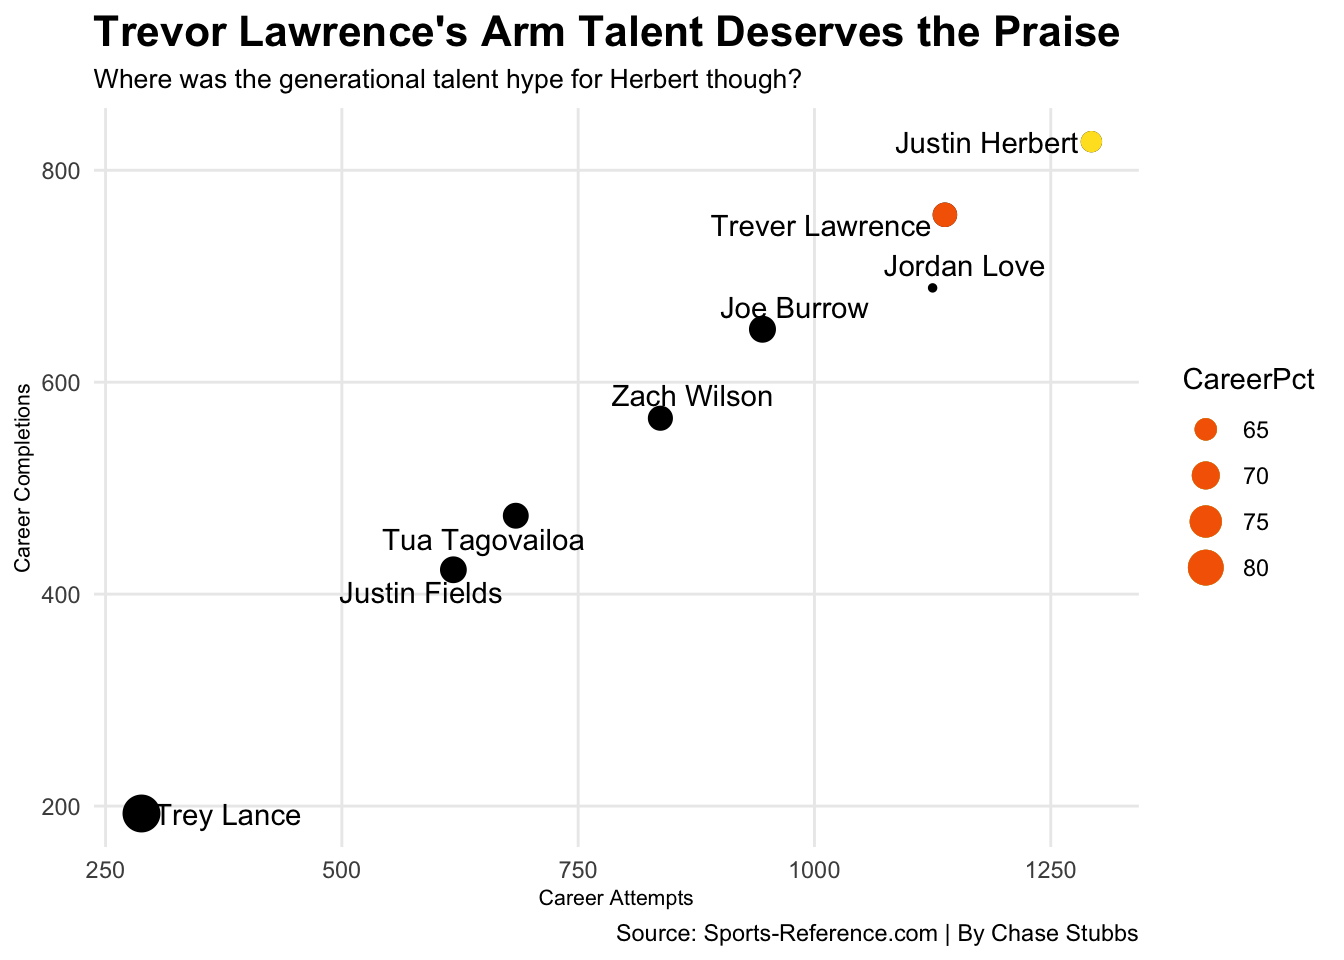 Trevor Lawrence's Arm Talent Deserves the Praise
Where was the generational talent hype for Herbert though?
Justin Herbert
800
Trever Lawrence
Jordan Love
Joe Burrow
CareerPct
600
Zach Wilson
65
Career Completions
70
75
Tua Tagovailoa
80
Justin Fields
400
200
Trey Lance
250
500
750
1000
1250
Career Attempts
Source: Sports-Reference.com | By Chase Stubbs